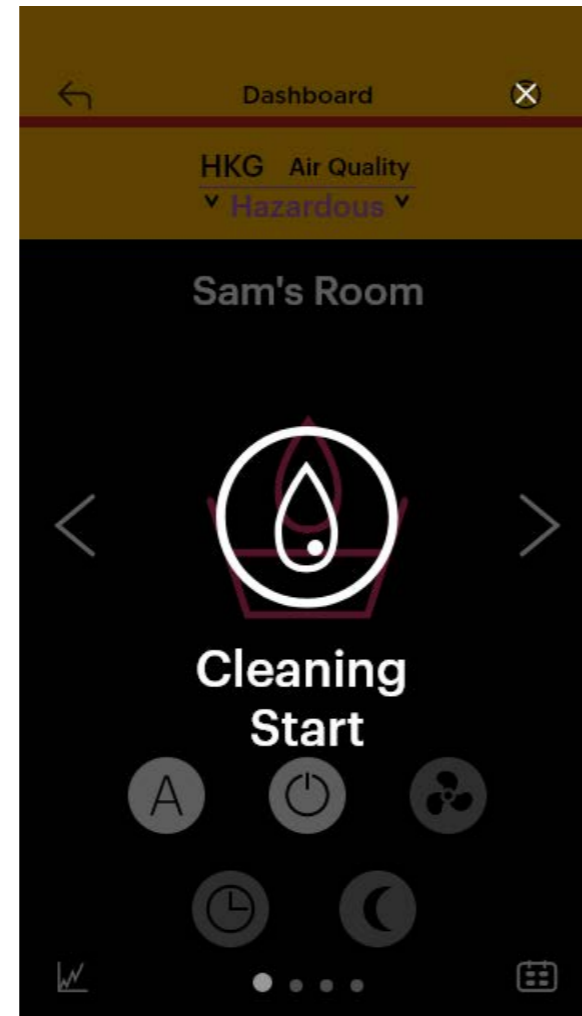 Dashboard
HKG Air Quality
Hazardous
Sam's Room
Cleaning
Start
A